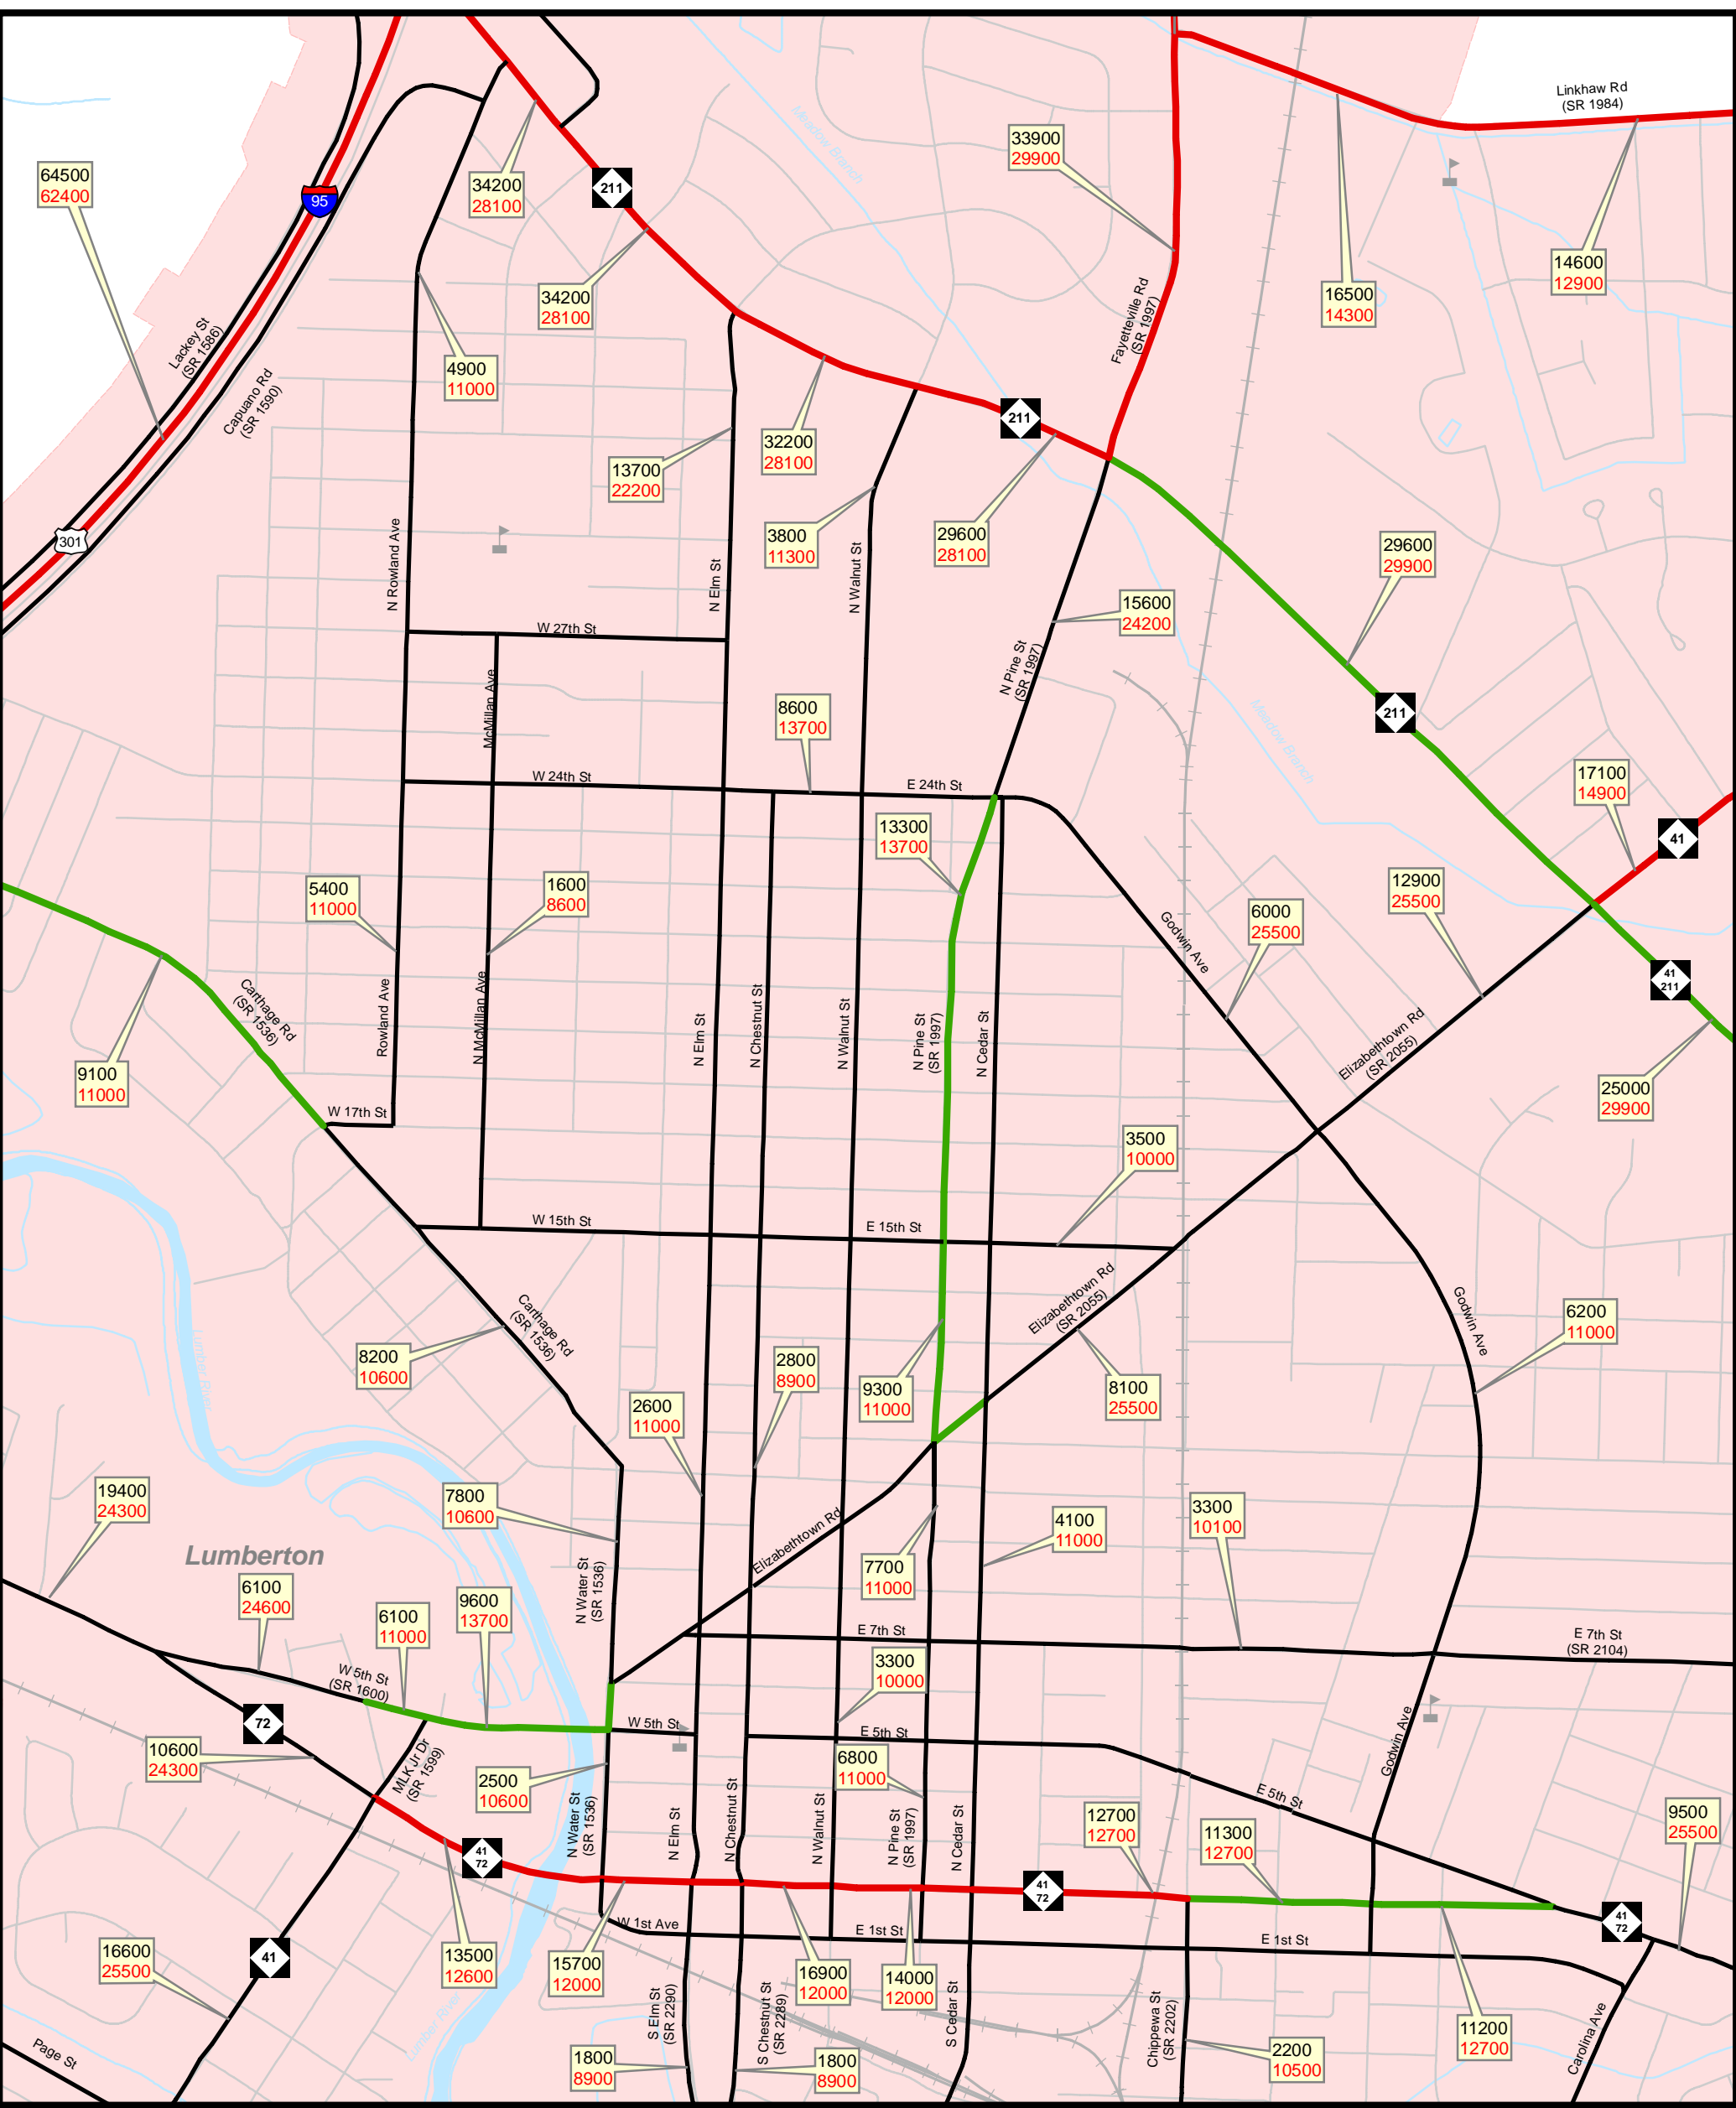 Linkhaw Rd
(SR 1984)
33900
29900
Meadow Branch
64500
62400
95
34200
28100
211
14600
12900
16500
14300
34200
28100
Lackey St
(SR 1586)
Capuano Rd
(SR 1590)
4900
11000
Fayetteville Rd
(SR 1997)
211
32200
28100
13700
22200
301
3800
11300
29600
28100
29600
29900
N Rowland Ave
N Elm St
N Walnut St
15600
24200
W 27th St
N Pine St
(SR 1997)
McMillan Ave
8600
13700
211
Meadow Branch
W 24th St
E 24th St
17100
14900
41
13300
13700
5400
11000
1600
8600
12900
25500
6000
25500
Godwin Ave
41
211
Carthage Rd
(SR 1536)
Rowland Ave
N McMillan Ave
N Elm St
N Chestnut St
N Walnut St
N Pine St
(SR 1997)
N Cedar St
Elizabethtown Rd
(SR 2055)
9100
11000
25000
29900
W 17th St
3500
10000
W 15th St
E 15th St
Elizabethtown Rd
(SR 2055)
Godwin Ave
6200
11000
Carthage Rd
(SR 1536)
Lumber River
8200
10600
2800
8900
9300
11000
8100
25500
2600
11000
19400
24300
7800
10600
4100
11000
3300
10100
Elizabethtown Rd
Lumberton
7700
11000
6100
24600
6100
11000
9600
13700
N Water St
(SR 1536)
E 7th St
E 7th St
(SR 2104)
3300
10000
W 5th St
(SR 1600)
72
W 5th St
E 5th St
10600
24300
MLK Jr Dr
(SR 1599)
6800
11000
Godwin Ave
2500
10600
E 5th St
N Water St
(SR 1536)
N Elm St
N Chestnut St
N Walnut St
N Pine St
(SR 1997)
N Cedar St
12700
12700
11300
12700
9500
25500
41
72
41
72
41
72
W 1st Ave
E 1st St
E 1st St
41
16600
25500
13500
12600
15700
12000
16900
12000
14000
12000
S Elm St
(SR 2290)
S Chestnut St
(SR 2289)
S Cedar St
Chippewa St
(SR 2202)
11200
12700
Carolina Ave
Lumber River
Page St
1800
8900
1800
8900
2200
10500